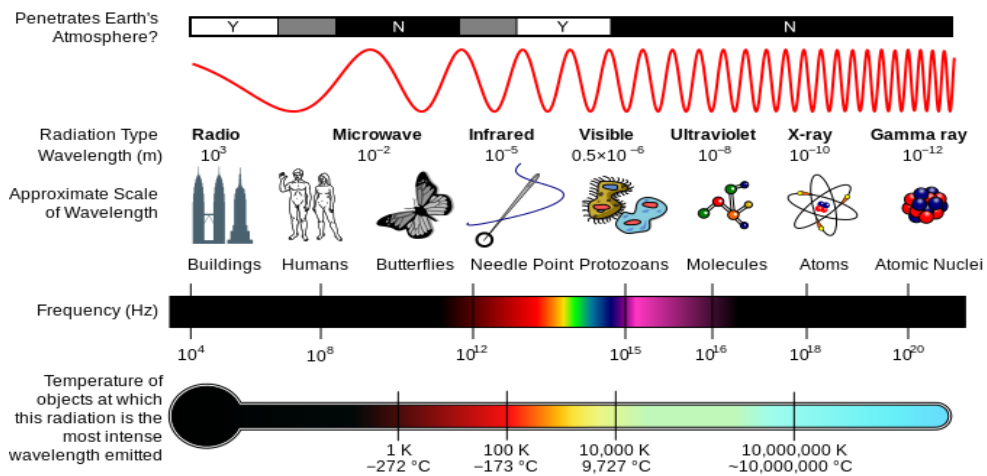 Penetrates Earth's
Atmosphere?
Y N Y N
Radiation Type
Radio Microwave Infrared Visible Ultraviolet X-ray Gamma ray
Wavelength (m)
10³ 10⁻² 10⁻⁵ 0.5×10⁻⁶ 10⁻⁸ 10⁻¹⁰ 10⁻¹²
Approximate Scale
of Wavelength
Buildings Humans Butterflies Needle Point Protozoans Molecules Atoms Atomic Nuclei
Frequency (Hz)
10⁴ 10⁸ 10¹² 10¹⁵ 10¹⁶ 10¹⁸ 10²⁰
Temperature of
objects at which
this radiation is the
most intense
wavelength emitted
1 K 100 K 10,000 K 10,000,000 K
−272 °C −173 °C 9,727 °C ~10,000,000 °C